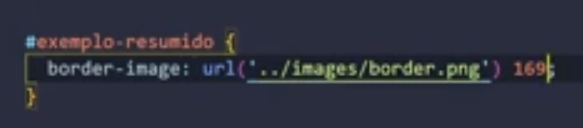 #exemplo-resumido {
border-image: url('../images/border.png') 169;
}